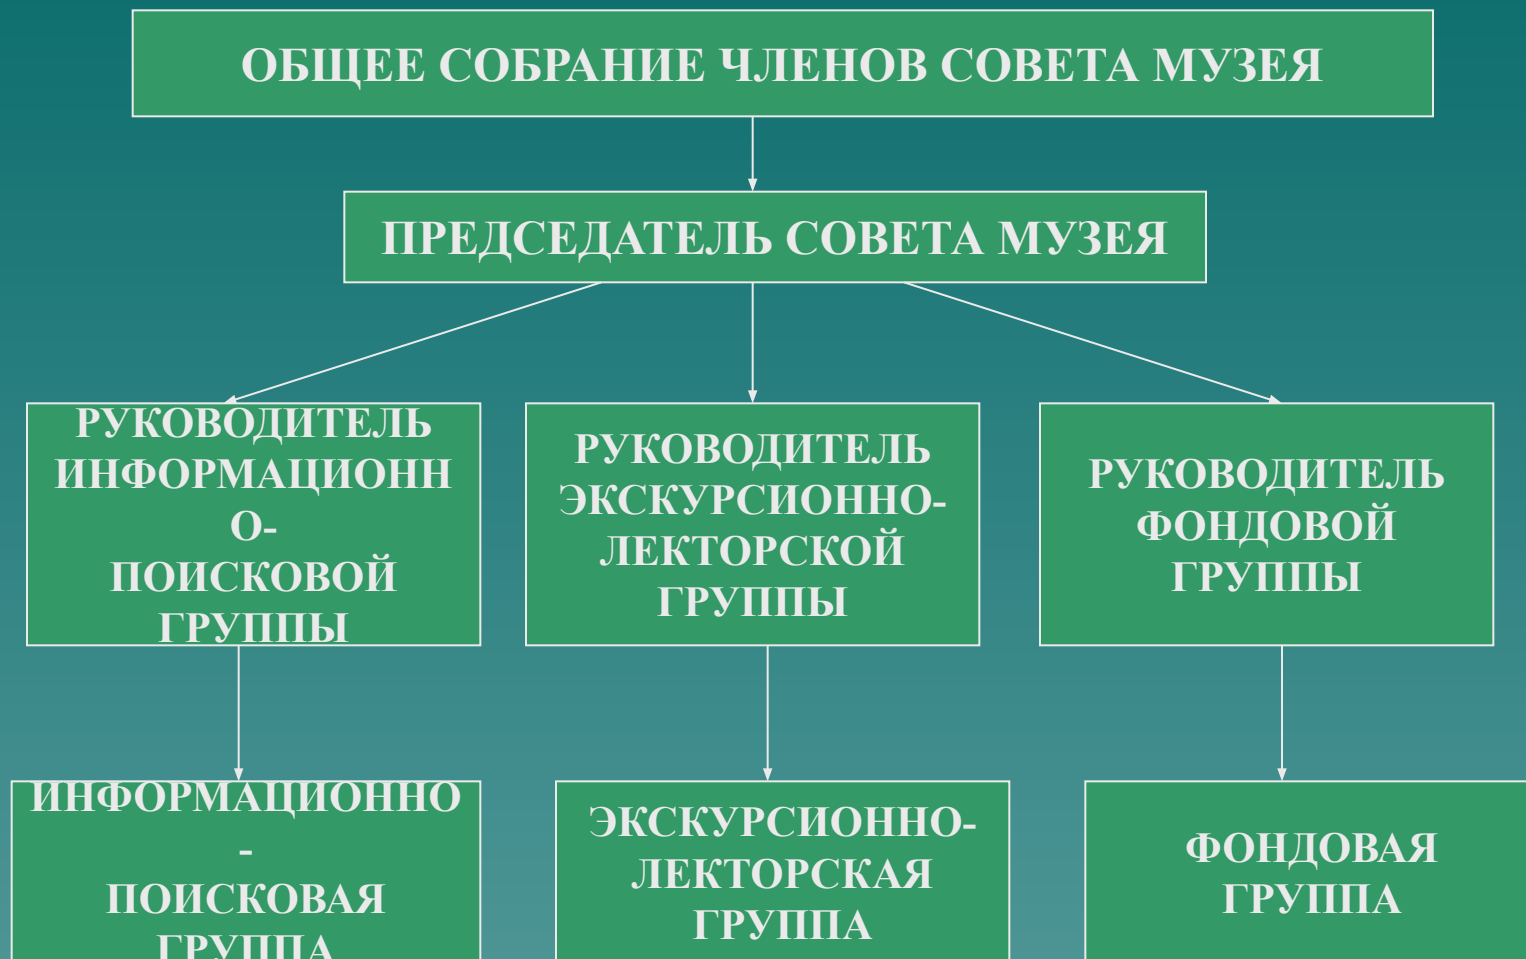 ОБЩЕЕ СОБРАНИЕ ЧЛЕНОВ СОВЕТА МУЗЕЯ
ПРЕДСЕДАТЕЛЬ СОВЕТА МУЗЕЯ
РУКОВОДИТЕЛЬ
ИНФОРМАЦИОНН
О-
ПОИСКОВОЙ
ГРУППЫ
РУКОВОДИТЕЛЬ
ЭКСКУРСИОННО-
ЛЕКТОРСКОЙ
ГРУППЫ
РУКОВОДИТЕЛЬ
ФОНДОВОЙ
ГРУППЫ
ИНФОРМАЦИОННО
-
ПОИСКОВАЯ
ГРУППА
ЭКСКУРСИОННО-
ЛЕКТОРСКАЯ
ГРУППА
ФОНДОВАЯ
ГРУППА